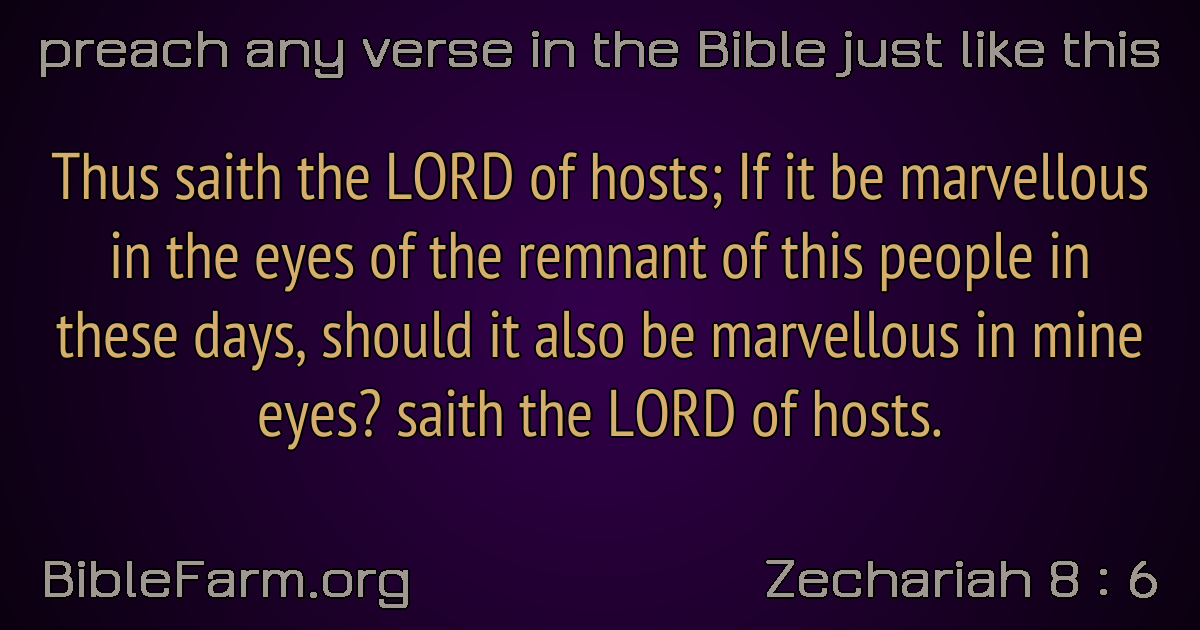 preach any verse in the Bible just like this
Thus saith the LORD of hosts; If it be marvellous
in the eyes of the remnant of this people in
these days, should it also be marvellous in mine
eyes? saith the LORD of hosts.
BibleFarm.org
Zechariah 8 : 6